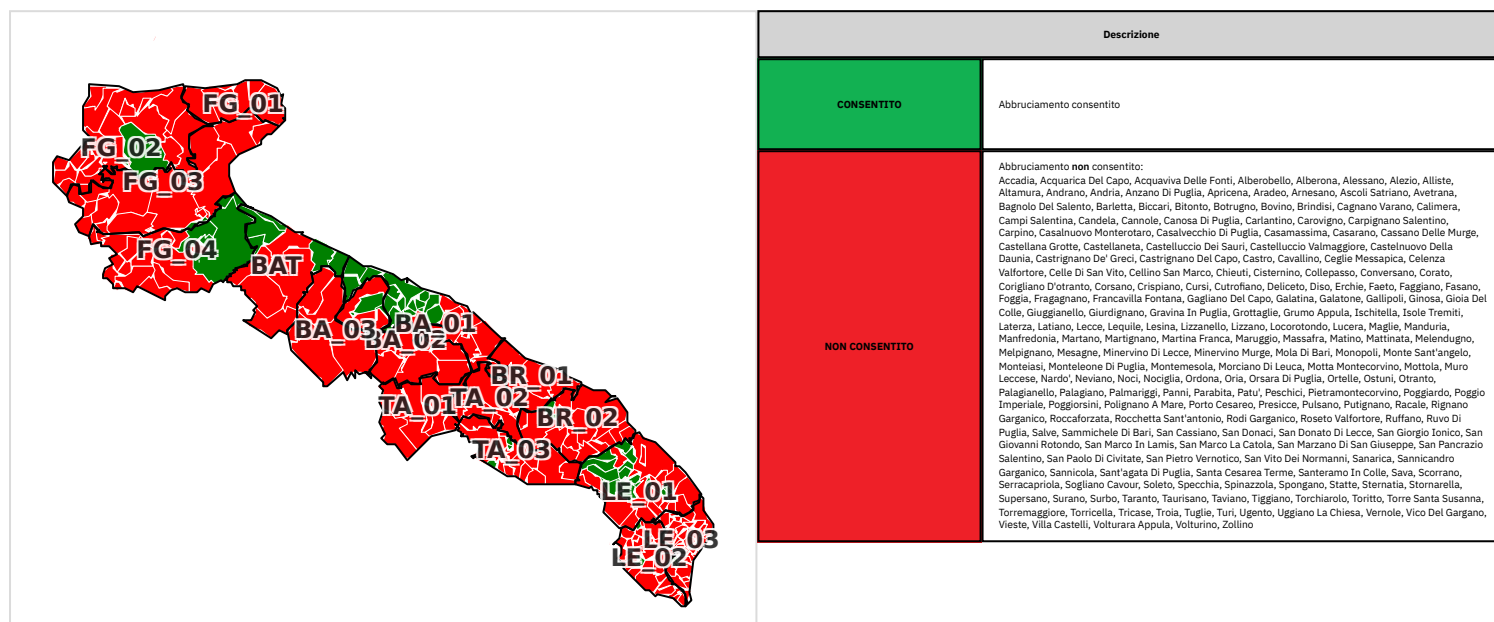 FG_01
FG_02
FG_03
FG_04
BAT
BA_01
BA_03
BA_02
BR_01
TA_01
TA_02
BR_02
TA_03
LE_01
LE_03
LE_02
Descrizione
CONSENTITO
Abbruciamento consentito
NON CONSENTITO
Abbruciamento non consentito:
Accadia, Acquarica Del Capo, Acquaviva Delle Fonti, Alberobello, Alberona, Alessano, Alezio, Alliste,
Altamura, Andrano, Andria, Anzano Di Puglia, Apricena, Aradeo, Arnesano, Ascoli Satriano, Avetrana,
Bagnolo Del Salento, Barletta, Biccari, Bitonto, Botrugno, Bovino, Brindisi, Cagnano Varano, Calimera,
Campi Salentina, Candela, Cannole, Canosa Di Puglia, Carlantino, Carovigno, Carpignano Salentino,
Carpino, Casalnuovo Monterotaro, Casalvecchio Di Puglia, Casamassima, Casarano, Cassano Delle Murge,
Castellana Grotte, Castellaneta, Castelluccio Dei Sauri, Castelluccio Valmaggiore, Castelnuovo Della
Daunia, Castrignano De' Greci, Castrignano Del Capo, Castro, Cavallino, Ceglie Messapica, Celenza
Valfortore, Celle Di San Vito, Cellino San Marco, Chieuti, Cisternino, Collepasso, Conversano, Corato,
Corigliano D'otranto, Corsano, Crispiano, Cursi, Cutrofiano, Deliceto, Diso, Erchie, Faeto, Faggiano, Fasano,
Foggia, Fragagnano, Francavilla Fontana, Gagliano Del Capo, Galatina, Galatone, Gallipoli, Ginosa, Gioia Del
Colle, Giuggianello, Giurdignano, Gravina In Puglia, Grottaglie, Grumo Appula, Ischitella, Isole Tremiti,
Laterza, Latiano, Lecce, Lequile, Lesina, Lizzanello, Lizzano, Locorotondo, Lucera, Maglie, Manduria,
Manfredonia, Martano, Martignano, Martina Franca, Maruggio, Massafra, Matino, Mattinata, Melendugno,
Melpignano, Mesagne, Minervino Di Lecce, Minervino Murge, Mola Di Bari, Monopoli, Monte Sant'angelo,
Monteiasi, Monteleone Di Puglia, Montemesola, Morciano Di Leuca, Motta Montecorvino, Mottola, Muro
Leccese, Nardo', Neviano, Noci, Nociglia, Ordona, Oria, Orsara Di Puglia, Ortelle, Ostuni, Otranto,
Palagianello, Palagiano, Palmariggi, Panni, Parabita, Patu', Peschici, Pietramontecorvino, Poggiardo, Poggio
Imperiale, Poggiorsini, Polignano A Mare, Porto Cesareo, Presicce, Pulsano, Putignano, Racale, Rignano
Garganico, Roccaforzata, Rocchetta Sant'antonio, Rodi Garganico, Roseto Valfortore, Ruffano, Ruvo Di
Puglia, Salve, Sammichele Di Bari, San Cassiano, San Donaci, San Donato Di Lecce, San Giorgio Ionico, San
Giovanni Rotondo, San Marco In Lamis, San Marco La Catola, San Marzano Di San Giuseppe, San Pancrazio
Salentino, San Paolo Di Civitate, San Pietro Vernotico, San Vito Dei Normanni, Sanarica, Sannicandro
Garganico, Sannicola, Sant'agata Di Puglia, Santa Cesarea Terme, Santeramo In Colle, Sava, Scorrano,
Serracapriola, Sogliano Cavour, Soleto, Specchia, Spinazzola, Spongano, Statte, Sternatia, Stornarella,
Supersano, Surano, Surbo, Taranto, Taurisano, Taviano, Tiggiano, Torchiarolo, Toritto, Torre Santa Susanna,
Torremaggiore, Torricella, Tricase, Troia, Tuglie, Turi, Ugento, Uggiano La Chiesa, Vernole, Vico Del Gargano,
Vieste, Villa Castelli, Volturara Appula, Volturino, Zollino